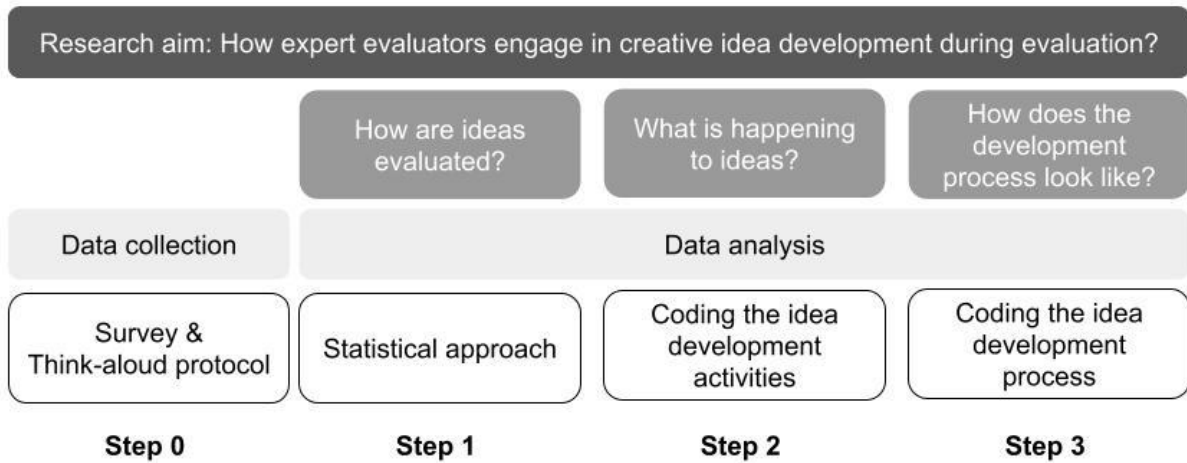 Research aim: How expert evaluators engage in creative idea development during evaluation?
How are ideas
evaluated?
What is happening
to ideas?
How does the
development
process look like?
Data collection
Data analysis
Survey &
Think-aloud protocol
Statistical approach
Coding the idea
development
activities
Coding the idea
development
process
Step 0
Step 1
Step 2
Step 3